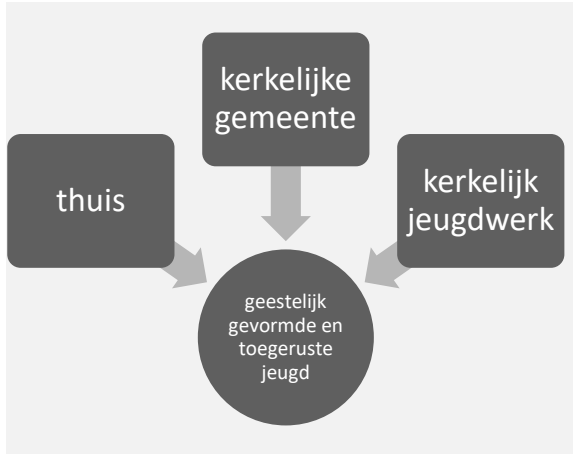 thuis
kerkelijke
gemeente
kerkelijk
jeugdwerk
geestelijk
gevormde en
toegeruste
jeugd